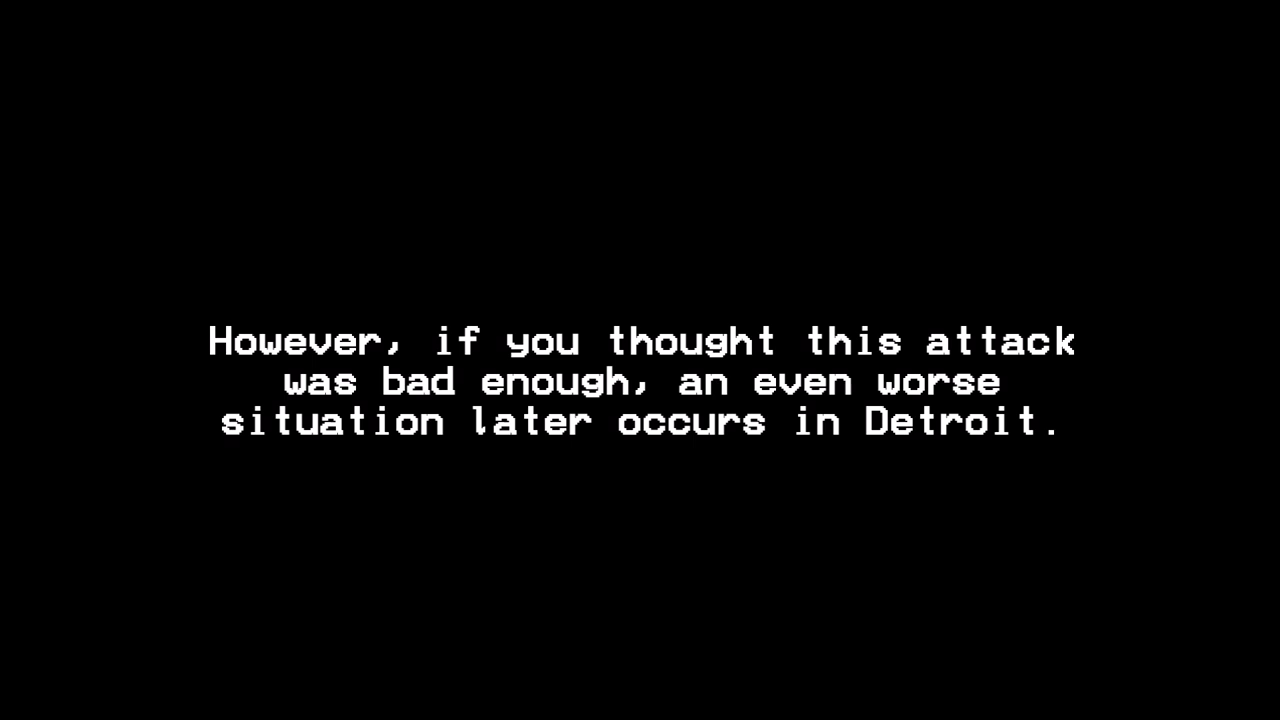 However, if you thought this attack
was bad enough, an even worse
situation later occurs in Detroit.